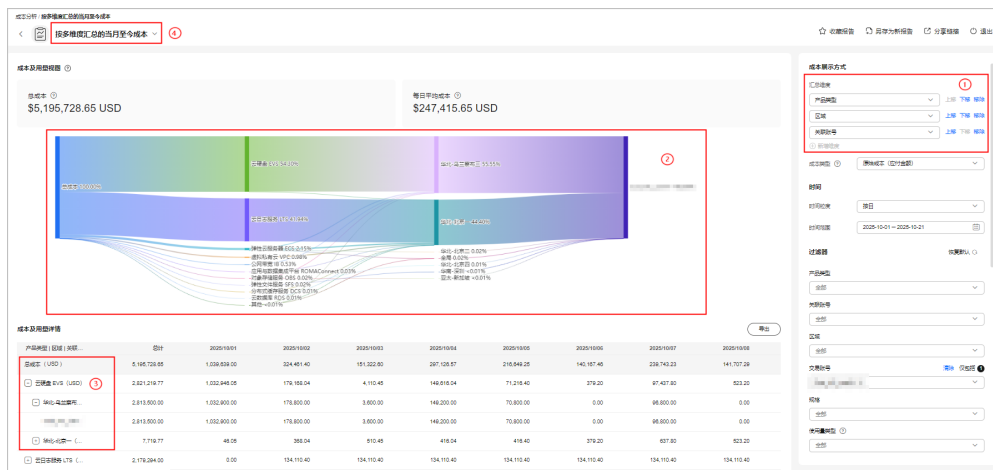 成本分析 / 按多维度汇总的当月至今成本
按多维度汇总的当月至今成本
④
收藏报告 另存为新报告 分享链接 退出
成本及用量视图
总成本
$5,195,728.65 USD
每日平均成本
$247,415.65 USD
②
云硬盘 EVS 54.30%
华北-乌兰察布三 55.55%
弹性云服务器 ECS 2.15%
虚拟私有云 VPC 0.98%
公网带宽 IB 0.53%
应用与数据集成平台 ROMAConnect 0.03%
对象存储服务 OBS 0.02%
弹性文件服务 SFS 0.02%
分布式缓存服务 DCS 0.01%
云数据库 RDS 0.01%
其他 <0.01%
华北-北京二 0.02%
全局 0.02%
华北-北京四 0.01%
华南-深圳 <0.01%
亚太-新加坡 <0.01%
成本及用量详情
导出
产品类型 | 区域 | 关联... 合计 2025/10/01 2025/10/02 2025/10/03 2025/10/04 2025/10/05 2025/10/06 2025/10/07 2025/10/08
总成本 (USD) 5,195,728.65 1,039,639.00 324,461.40 151,322.60 297,126.57 216,649.25 140,167.46 239,743.23 141,707.29
云硬盘 EVS (USD) 2,821,219.77 1,032,946.05 179,168.04 4,110.45 149,616.04 71,216.40 379.20 97,437.80 523.20
③
华北-乌兰察布... 2,813,500.00 1,032,900.00 178,800.00 3,600.00 149,200.00 70,800.00 0.00 96,800.00 0.00
2,813,500.00 1,032,900.00 178,800.00 3,600.00 149,200.00 70,800.00 0.00 96,800.00 0.00
华北-北京一 (... 7,719.77 46.05 368.04 510.45 416.04 416.40 379.20 637.80 523.20
云日志服务 LTS (... 2,179,294.00 0.00 134,110.40 134,110.40 134,110.40 134,110.40 134,110.40 134,110.40 134,110.40
成本展示方式
汇总维度
①
产品类型 上移 下移 移除
区域 上移 下移 移除
关联账号 上移 下移 移除
新增维度
成本类型 原始成本（应付金额）
时间
时间粒度 按日
时间范围 2025-10-01 – 2025-10-21
过滤器 恢复默认
产品类型
全部
关联账号
全部
区域
全部
交易账号 清除 仅包括 1
规格
全部
使用量类型
全部